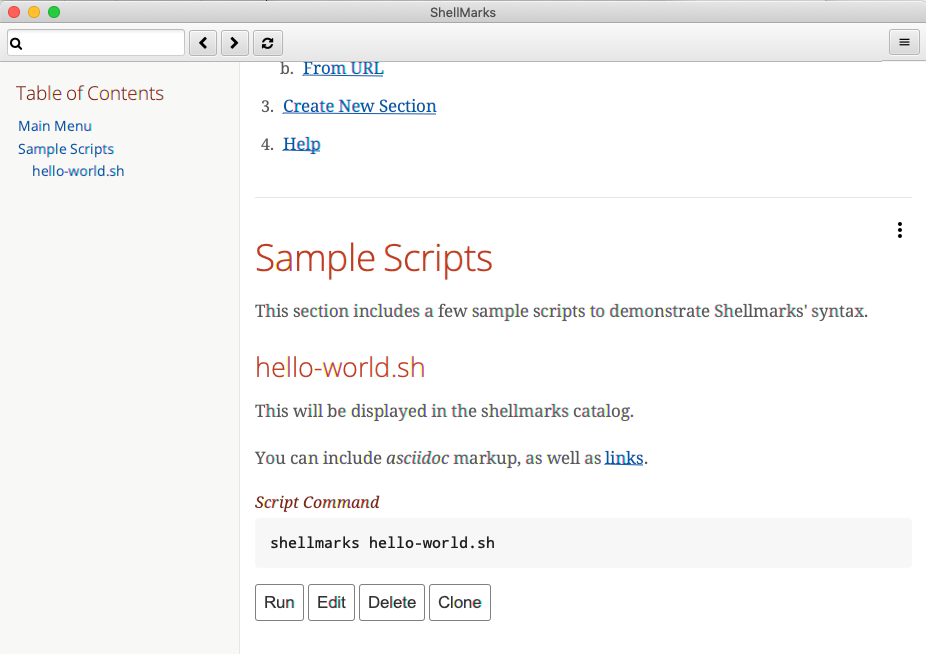 ShellMarks
Table of Contents
Main Menu
Sample Scripts
hello-world.sh
b. From URL
3. Create New Section
4. Help
Sample Scripts
This section includes a few sample scripts to demonstrate Shellmarks' syntax.
hello-world.sh
This will be displayed in the shellmarks catalog.
You can include asciidoc markup, as well as links.
Script Command
shellmarks hello-world.sh
Run Edit Delete Clone